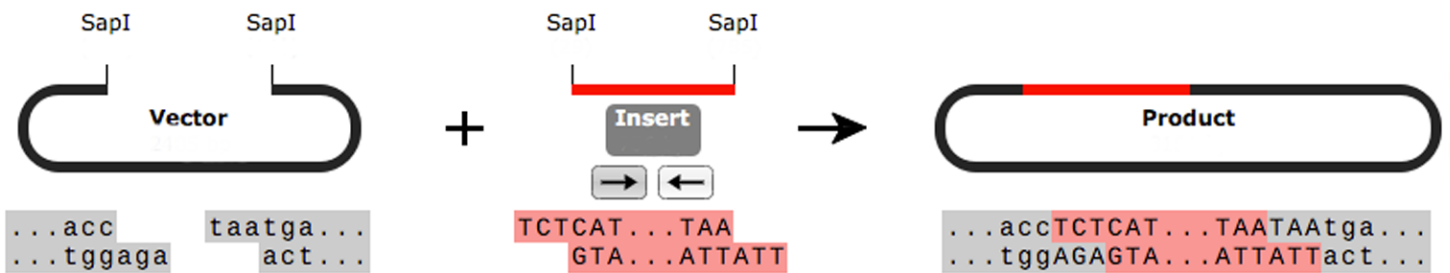 SapI SapI SapI SapI
Vector + Insert Product
...acc taatga... TCTCAT...TAA ...accTCTCAT...TAATAAtga...
...tggaga act... GTA...ATTATT ...tggAGAGTA...ATTATTact...